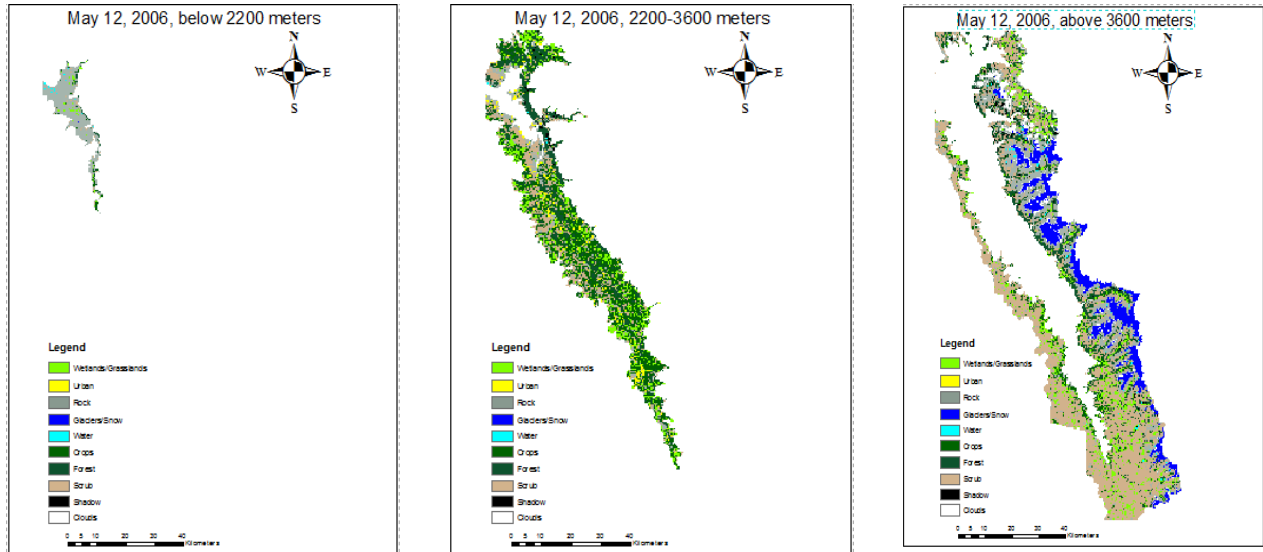 May 12, 2006, below 2200 meters
N
W E
S
Legend
Wetlands/Grasslands
Urban
Rock
Glaciers/Snow
Water
Crops
Forest
Scrub
Shadow
Clouds
0 5 10 20 30 40
Kilometers
May 12, 2006, 2200-3600 meters
N
W E
S
Legend
Wetlands/Grasslands
Urban
Rock
Glaciers/Snow
Water
Crops
Forest
Scrub
Shadow
Clouds
0 5 10 20 30 40
Kilometers
May 12, 2006, above 3600 meters
N
W E
S
Legend
Wetlands/Grasslands
Urban
Rock
Glaciers/Snow
Water
Crops
Forest
Scrub
Shadow
Clouds
0 5 10 20 30 40
Kilometers